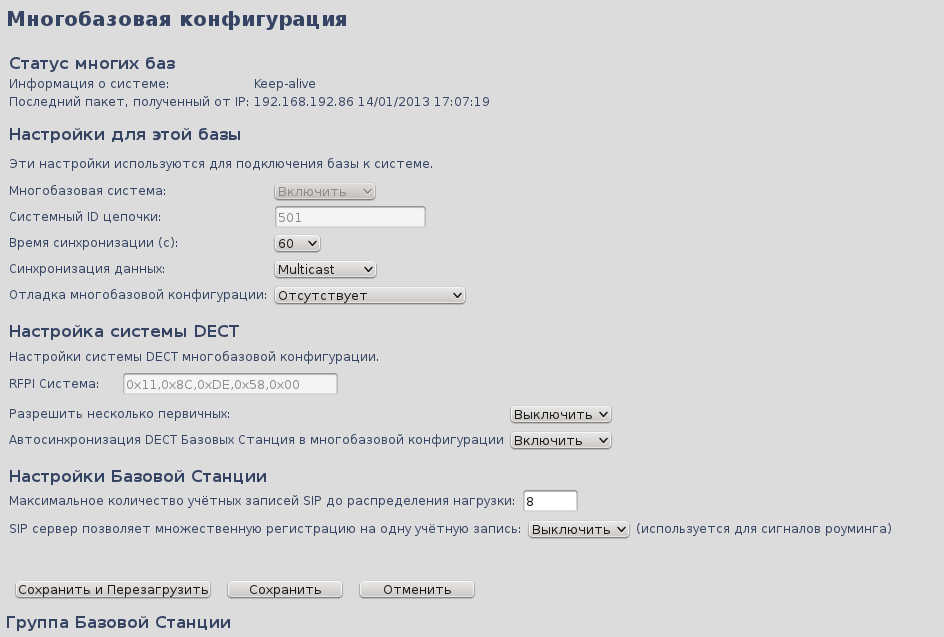 Многобазовая конфигурация
Статус многих баз
Информация о системе: Keep-alive
Последний пакет, полученный от IP: 192.168.192.86 14/01/2013 17:07:19
Настройки для этой базы
Эти настройки используются для подключения базы к системе.
Многобазовая система: Включить
Системный ID цепочки: 501
Время синхронизации (с): 60
Синхронизация данных: Multicast
Отладка многобазовой конфигурации: Отсутствует
Настройка системы DECT
Настройки системы DECT многобазовой конфигурации.
RFPI Система: 0x11,0x8C,0xDE,0x58,0x00
Разрешить несколько первичных: Выключить
Автосинхронизация DECT Базовых Станция в многобазовой конфигурации Включить
Настройки Базовой Станции
Максимальное количество учётных записей SIP до распределения нагрузки: 8
SIP сервер позволяет множественную регистрацию на одну учётную запись: Выключить (используется для сигналов роуминга)
Сохранить и Перезагрузить Сохранить Отменить
Группа Базовой Станции